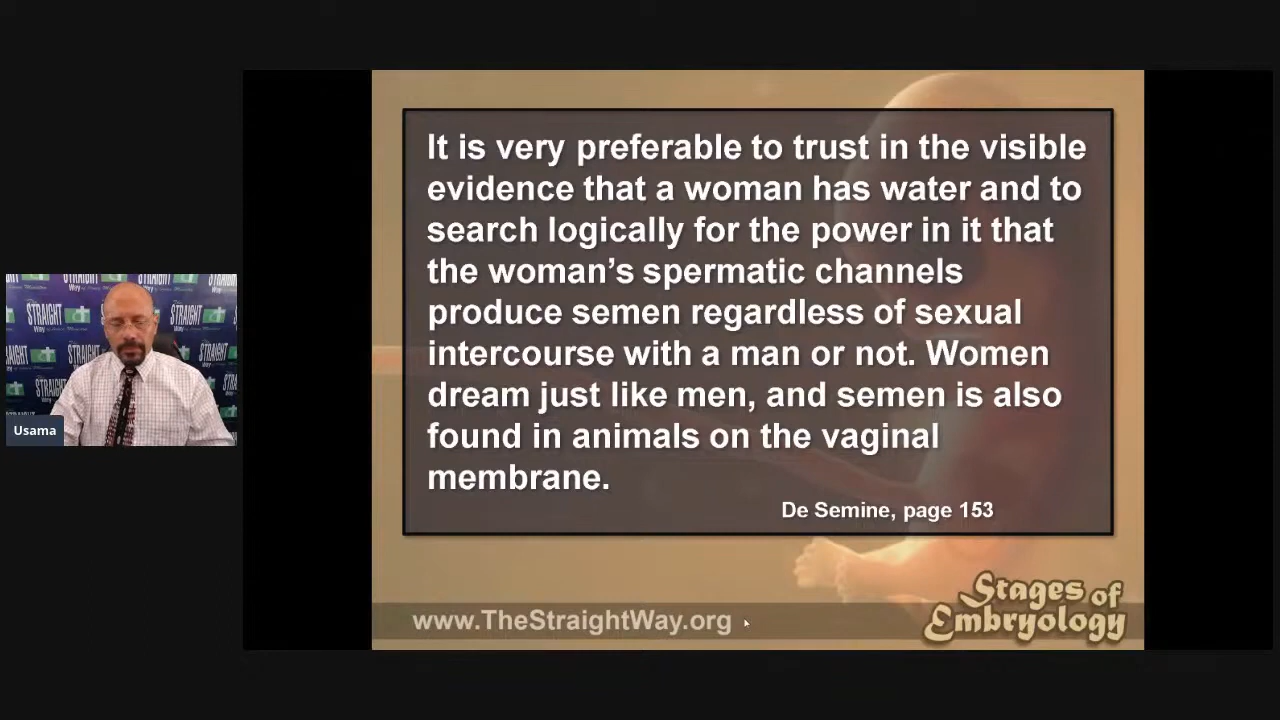 It is very preferable to trust in the visible
evidence that a woman has water and to
search logically for the power in it that
the woman's spermatic channels
produce semen regardless of sexual
intercourse with a man or not. Women
dream just like men, and semen is also
found in animals on the vaginal
membrane.
De Semine, page 153
www.TheStraightWay.org
Stages of
Embryology
STRAIGHT
Way
Usama